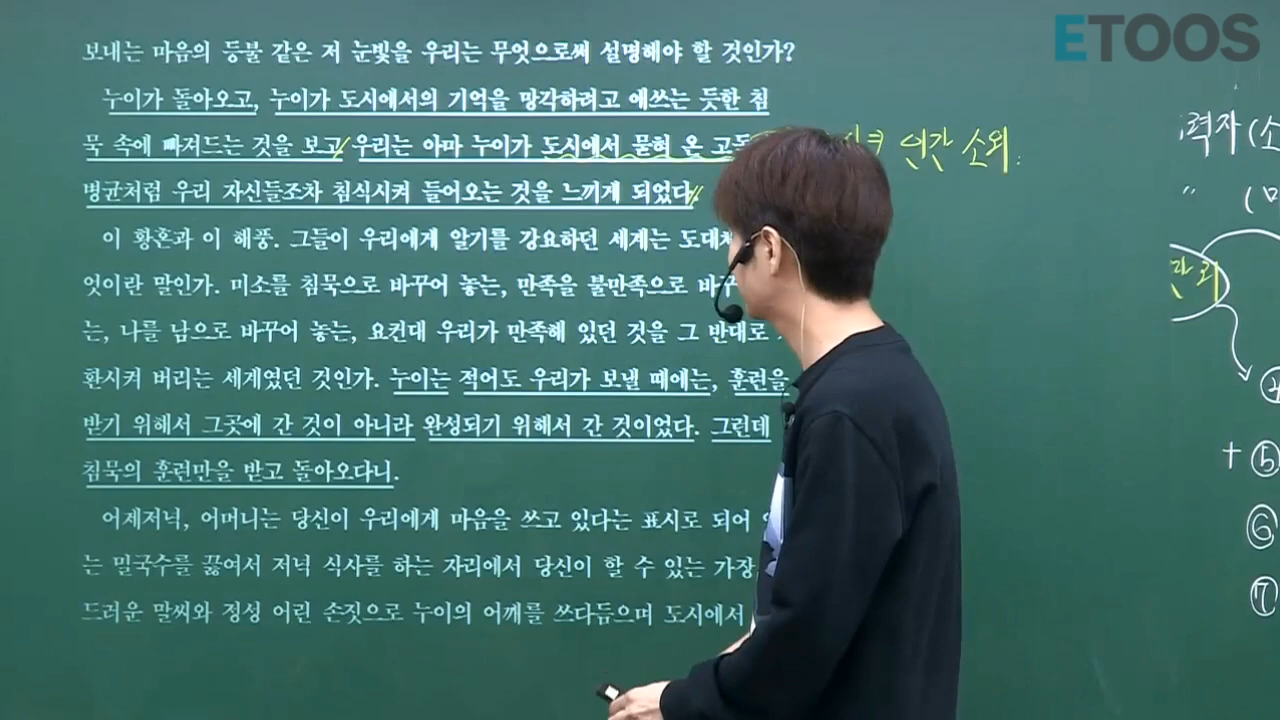 ETOOS
보내는 마음의 등불 같은 저 눈빛을 우리는 무엇으로써 설명해야 할 것인가?
누이가 돌아오고, 누이가 도시에서의 기억을 망각하려고 애쓰는 듯한 침
묵 속에 빠져드는 것을 보고 우리는 아마 누이가 도시에서 묻혀 온 고독
인간 소외
명균처럼 우리 자신들조차 침식시켜 들어오는 것을 느끼게 되었다.
이 황혼과 이 해풍. 그들이 우리에게 알기를 강요하던 세계는 도대체
엇이란 말인가. 미소를 침묵으로 바꾸어 놓는, 만족을 불만족으로 바꾸
는, 나를 남으로 바꾸어 놓는, 요컨대 우리가 만족해 있던 것을 그 반대로
환시켜 버리는 세계였던 것인가. 누이는 적어도 우리가 보낼 때에는, 훈련을
받기 위해서 그곳에 간 것이 아니라 완성되기 위해서 간 것이었다. 그런데
침묵의 훈련만을 받고 돌아오다니.
어제저녁, 어머니는 당신이 우리에게 마음을 쓰고 있다는 표시로 되어
는 밀국수를 끓여서 저녁 식사를 하는 자리에서 당신이 할 수 있는 가장
드러운 말씨와 정성 어린 손짓으로 누이의 어깨를 쓰다듬으며 도시에서
력자 (소
" (
관리
④
+ ⑤
⑥
⑦